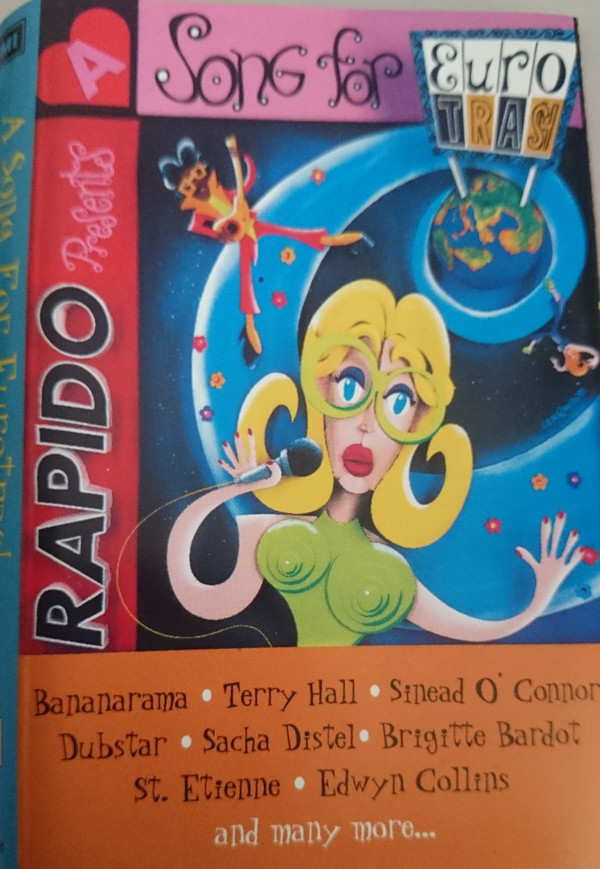 A Song for
Euro
TRASH
RAPIDO Presents
A Song For Eurotrash
Bananarama • Terry Hall • Sinead O'Connor
Dubstar • Sacha Distel • Brigitte Bardot
St. Etienne • Edwyn Collins
and many more...